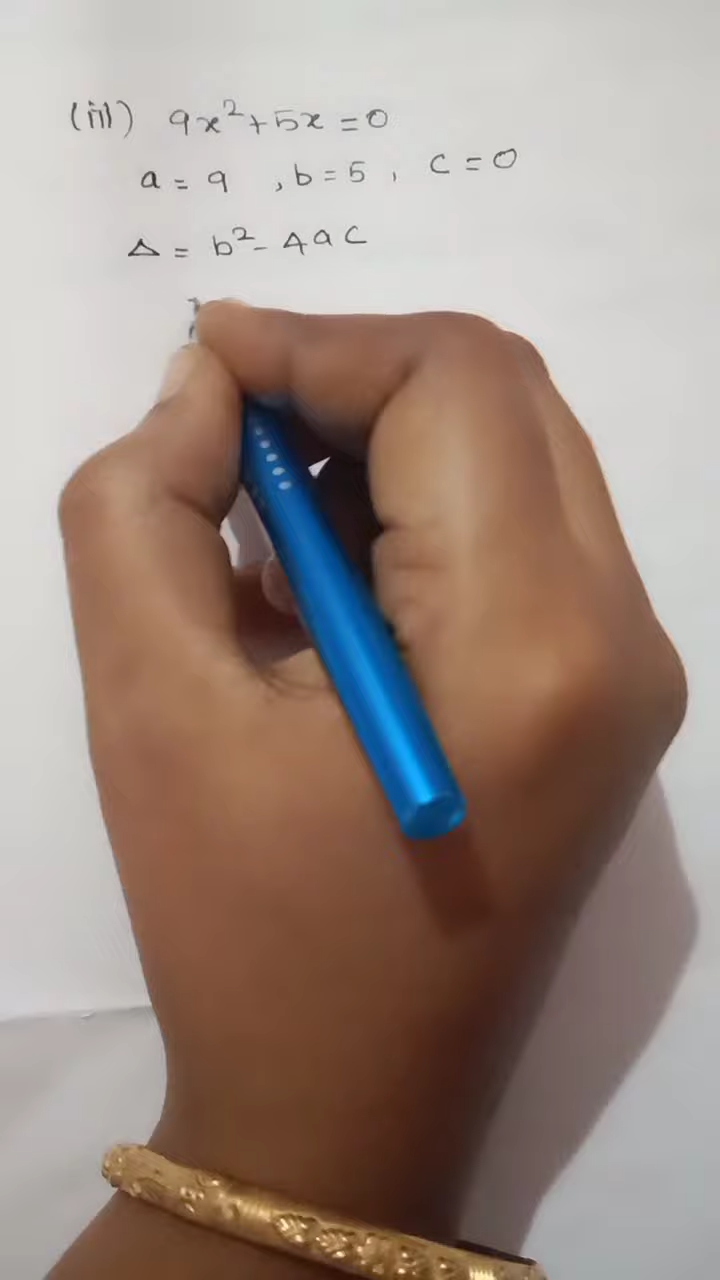 (iii) 9x²+5x=0
a = 9 , b = 5 , c = 0
Δ = b² - 4ac